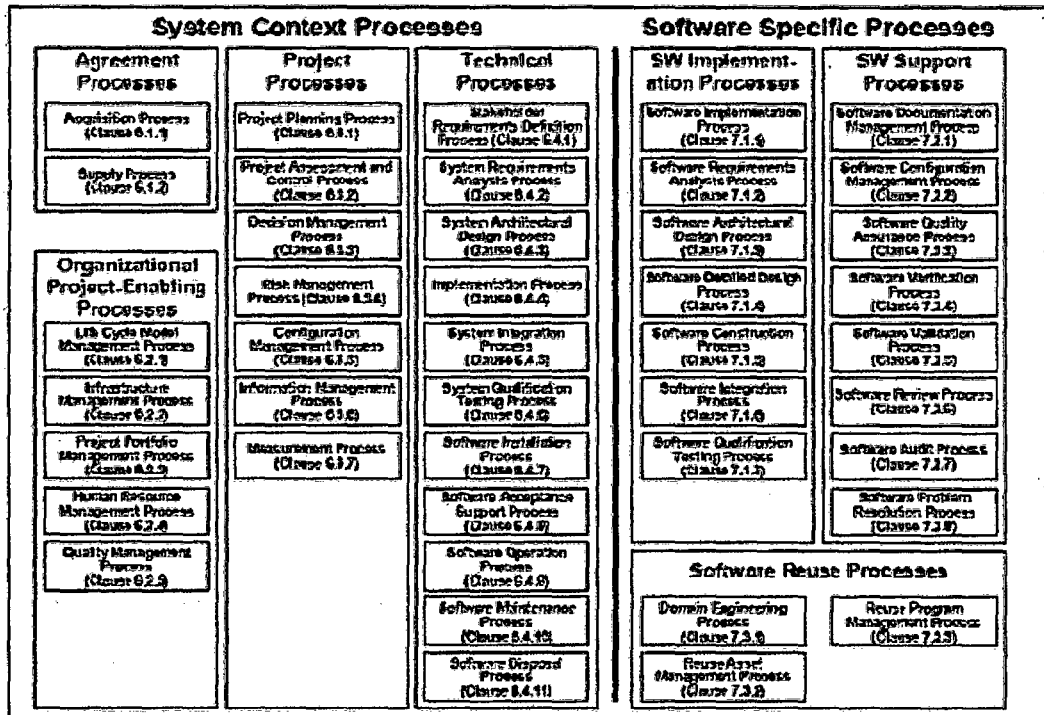 System Context Processes
Agreement
Processes
Acquisition Process
(Clause 6.1.1)
Supply Process
(Clause 6.1.2)
Organizational
Project-Enabling
Processes
Life Cycle Model
Management Process
(Clause 6.2.1)
Infrastructure
Management Process
(Clause 6.2.2)
Project Portfolio
Management Process
(Clause 6.2.3)
Human Resource
Management Process
(Clause 6.2.4)
Quality Management
Process
(Clause 6.2.5)
Project
Processes
Project Planning Process
(Clause 6.3.1)
Project Assessment and
Control Process
(Clause 6.3.2)
Decision Management
Process
(Clause 6.3.3)
Risk Management
Process (Clause 6.3.4)
Configuration
Management Process
(Clause 6.3.5)
Information Management
Process
(Clause 6.3.6)
Measurement Process
(Clause 6.3.7)
Technical
Processes
Stakeholder
Requirements Definition
Process (Clause 6.4.1)
System Requirements
Analysis Process
(Clause 6.4.2)
System Architectural
Design Process
(Clause 6.4.3)
Implementation Process
(Clause 6.4.4)
System Integration
Process
(Clause 6.4.5)
System Qualification
Testing Process
(Clause 6.4.6)
Software Installation
Process
(Clause 6.4.7)
Software Acceptance
Support Process
(Clause 6.4.8)
Software Operation
Process
(Clause 6.4.9)
Software Maintenance
Process
(Clause 6.4.10)
Software Disposal
Process
(Clause 6.4.11)
Software Specific Processes
SW Implement-
ation Processes
Software Implementation
Process
(Clause 7.1.1)
Software Requirements
Analysis Process
(Clause 7.1.2)
Software Architectural
Design Process
(Clause 7.1.3)
Software Detailed Design
Process
(Clause 7.1.4)
Software Construction
Process
(Clause 7.1.5)
Software Integration
Process
(Clause 7.1.6)
Software Qualification
Testing Process
(Clause 7.1.7)
SW Support
Processes
Software Documentation
Management Process
(Clause 7.2.1)
Software Configuration
Management Process
(Clause 7.2.2)
Software Quality
Assurance Process
(Clause 7.2.3)
Software Verification
Process
(Clause 7.2.4)
Software Validation
Process
(Clause 7.2.5)
Software Review Process
(Clause 7.2.6)
Software Audit Process
(Clause 7.2.7)
Software Problem
Resolution Process
(Clause 7.2.8)
Software Reuse Processes
Domain Engineering
Process
(Clause 7.3.1)
Reuse Program
Management Process
(Clause 7.3.3)
Reuse Asset
Management Process
(Clause 7.3.2)